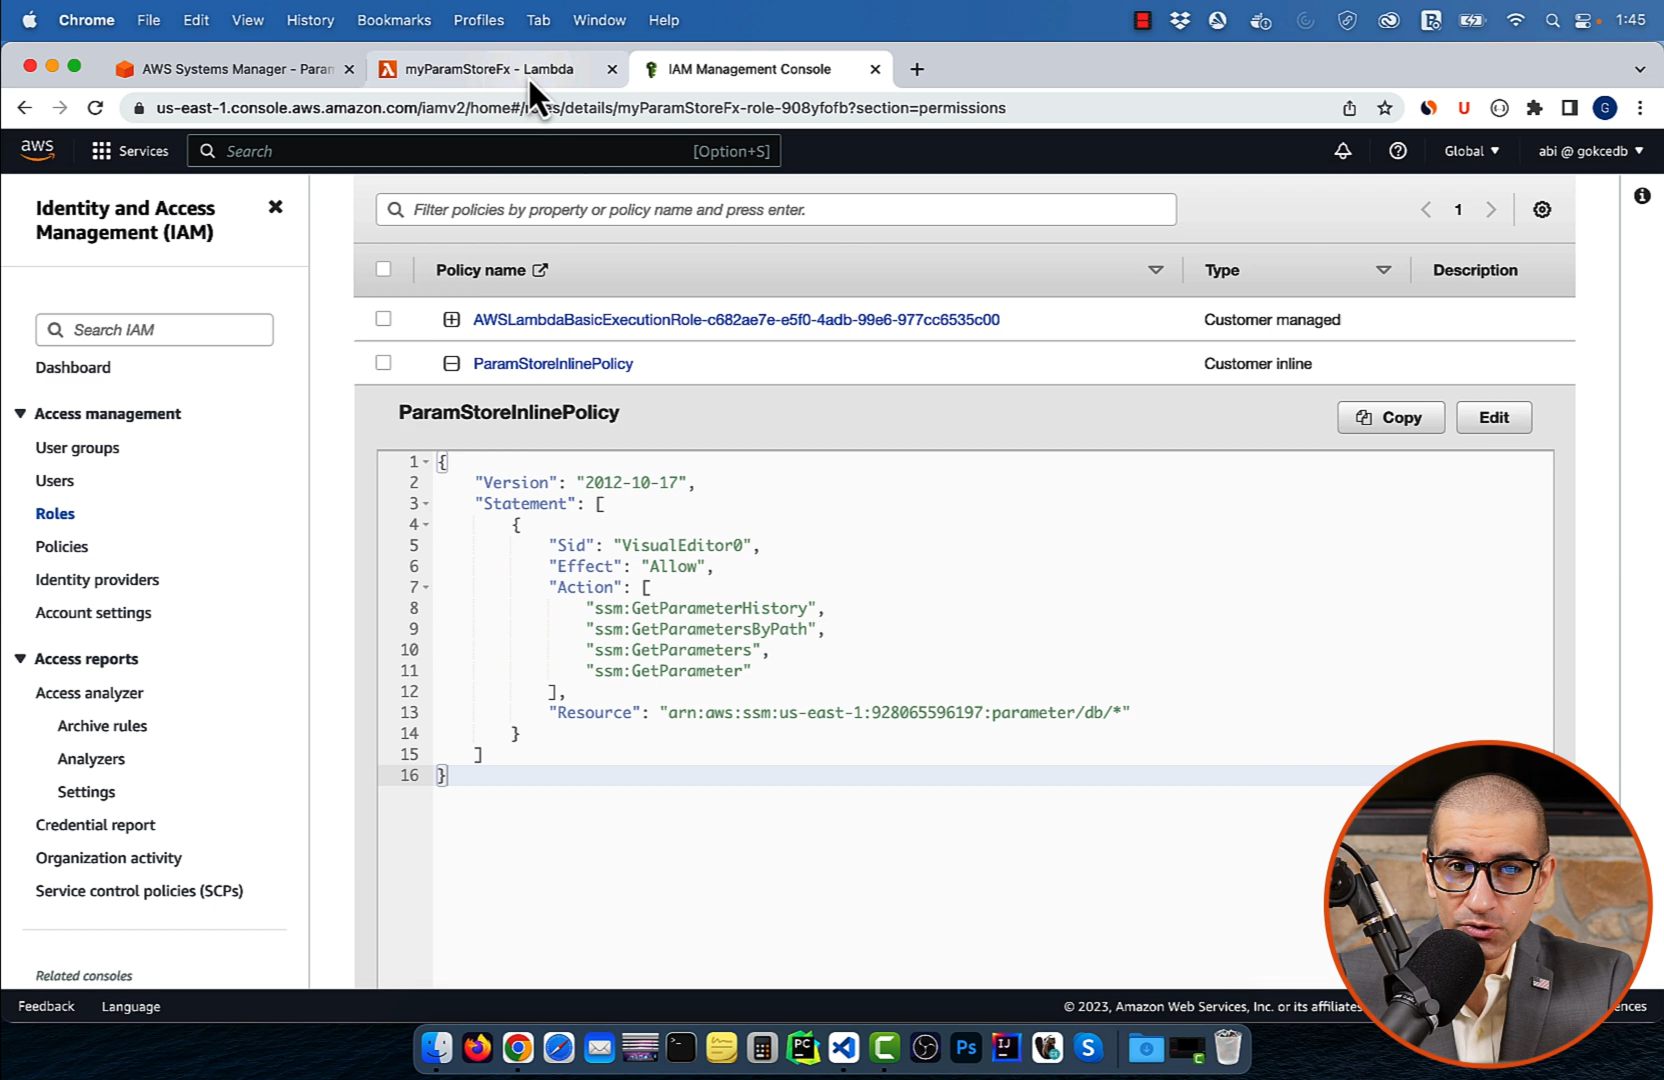 Chrome File Edit View History Bookmarks Profiles Tab Window Help 1:45
AWS Systems Manager - Param myParamStoreFx - Lambda IAM Management Console
us-east-1.console.aws.amazon.com/iamv2/home#/roles/details/myParamStoreFx-role-908yfofb?section=permissions
aws Services Search [Option+S] Global abi @ gokcedb
Identity and Access
Management (IAM)
Search IAM
Dashboard
Access management
User groups
Users
Roles
Policies
Identity providers
Account settings
Access reports
Access analyzer
Archive rules
Analyzers
Settings
Credential report
Organization activity
Service control policies (SCPs)
Related consoles
Filter policies by property or policy name and press enter. 1
Policy name Type Description
AWSLambdaBasicExecutionRole-c682ae7e-e5f0-4adb-99e6-977cc6535c00 Customer managed
ParamStoreInlinePolicy Customer inline
ParamStoreInlinePolicy Copy Edit
1 {
2 "Version": "2012-10-17",
3 "Statement": [
4 {
5 "Sid": "VisualEditor0",
6 "Effect": "Allow",
7 "Action": [
8 "ssm:GetParameterHistory",
9 "ssm:GetParametersByPath",
10 "ssm:GetParameters",
11 "ssm:GetParameter"
12 ],
13 "Resource": "arn:aws:ssm:us-east-1:928065596197:parameter/db/*"
14 }
15 ]
16 }
Feedback Language © 2023, Amazon Web Services, Inc. or its affiliates